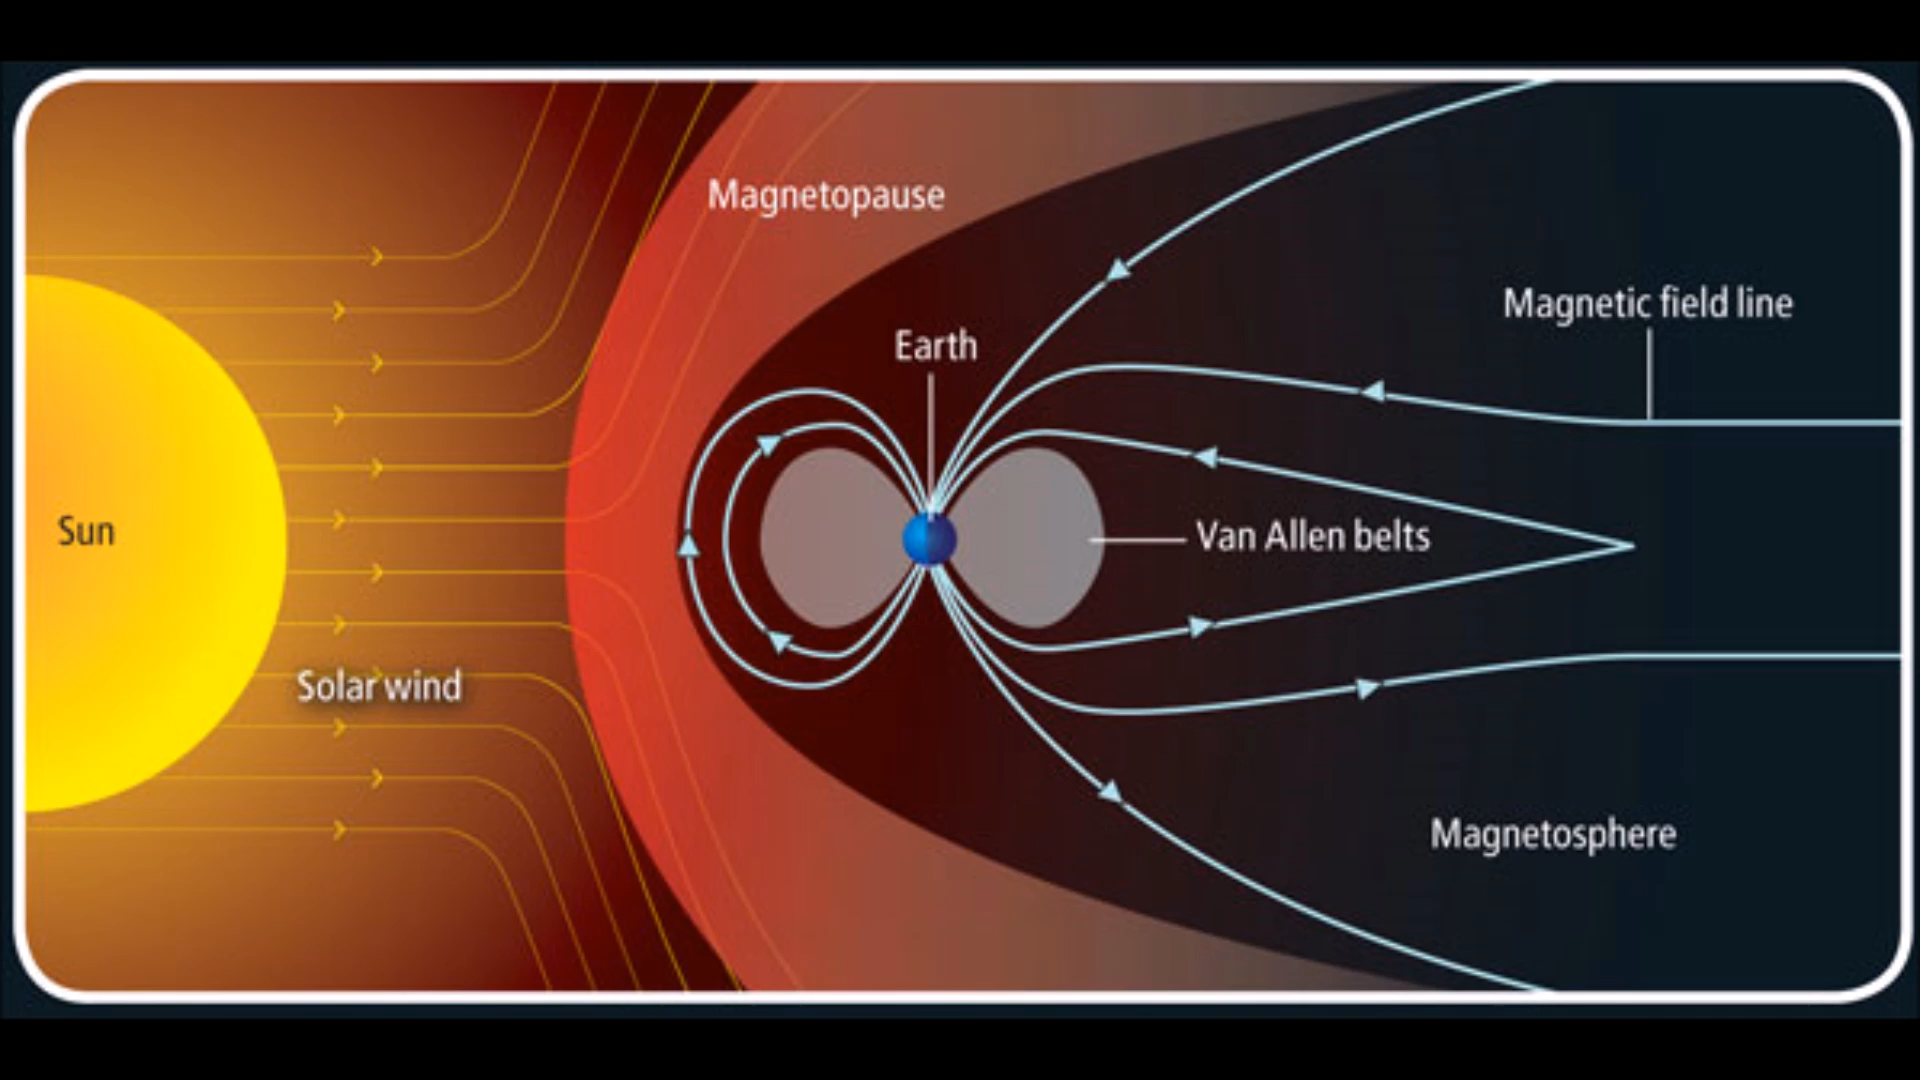 Magnetopause
Magnetic field line
Earth
Sun
Van Allen belts
Solar wind
Magnetosphere